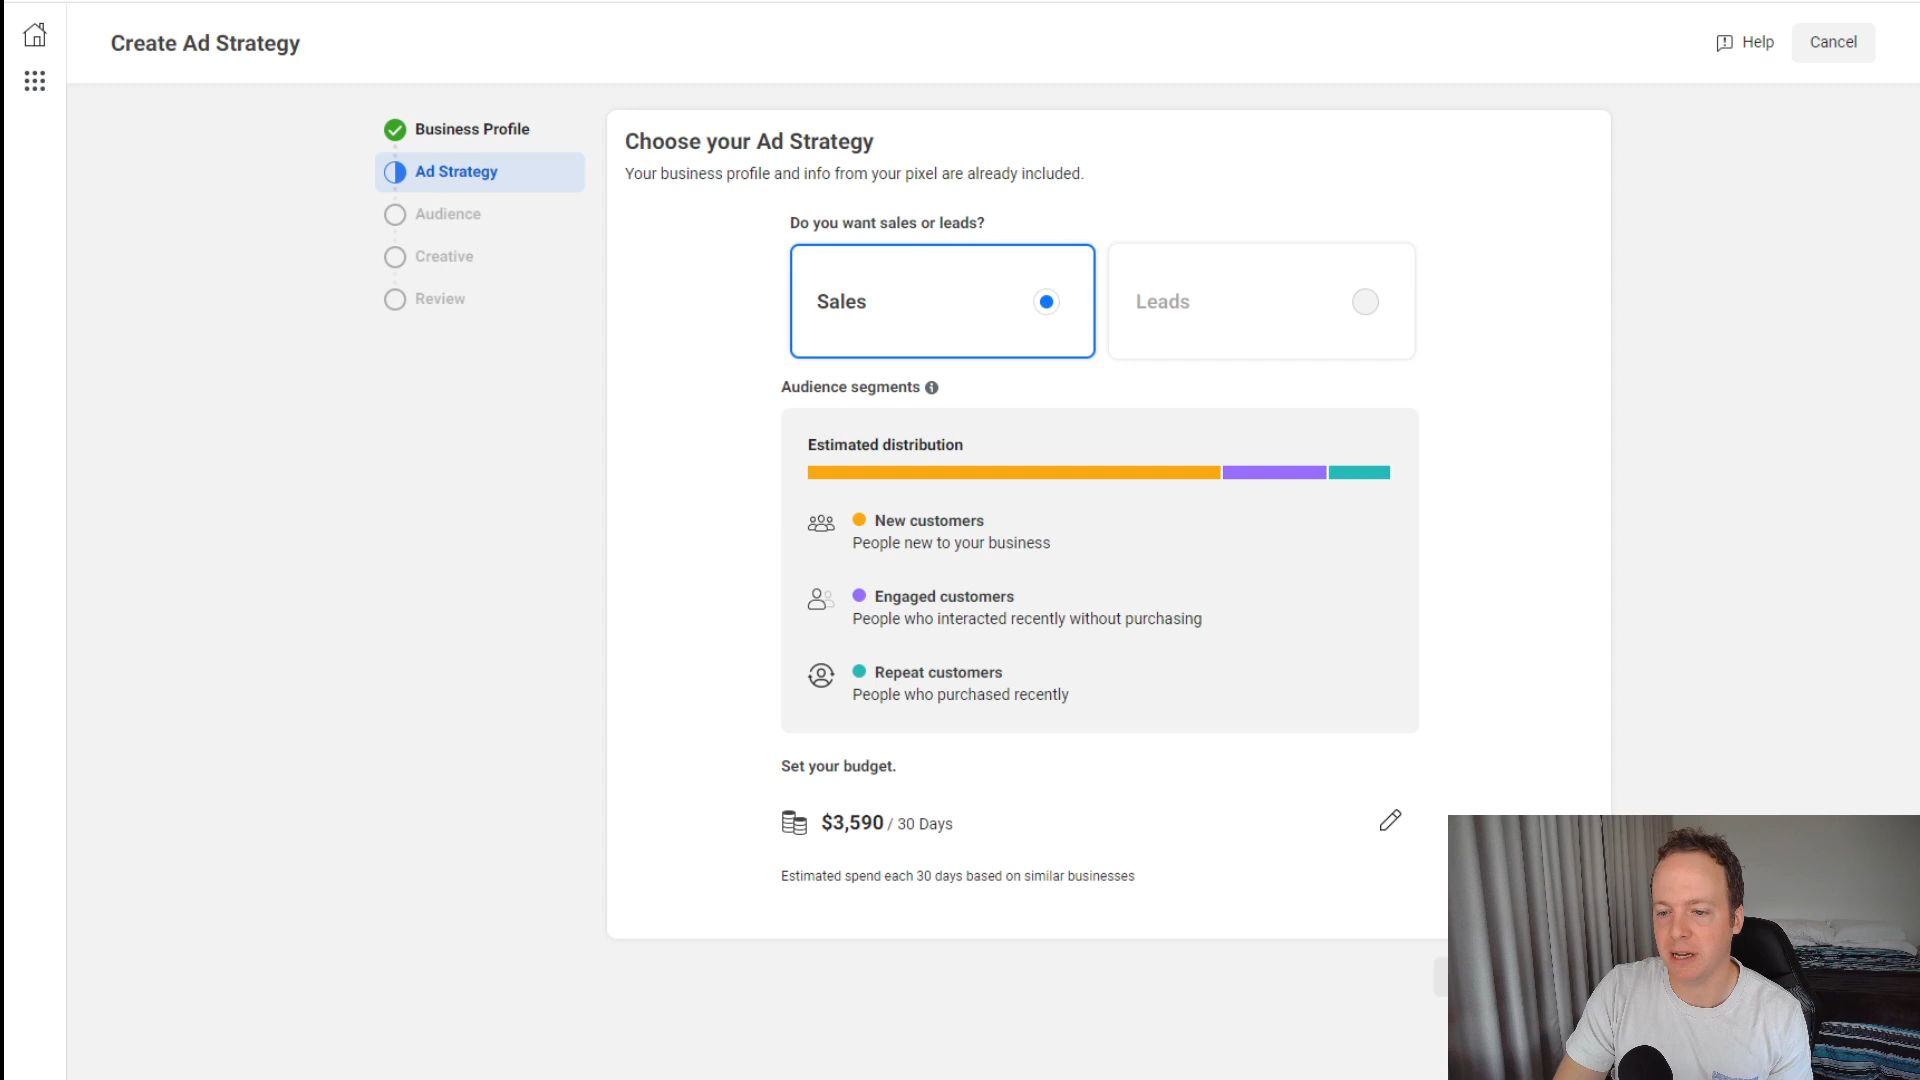 Create Ad Strategy
Help
Cancel
Business Profile
Ad Strategy
Audience
Creative
Review
Choose your Ad Strategy
Your business profile and info from your pixel are already included.
Do you want sales or leads?
Sales
Leads
Audience segments
Estimated distribution
New customers
People new to your business
Engaged customers
People who interacted recently without purchasing
Repeat customers
People who purchased recently
Set your budget.
$3,590 / 30 Days
Estimated spend each 30 days based on similar businesses